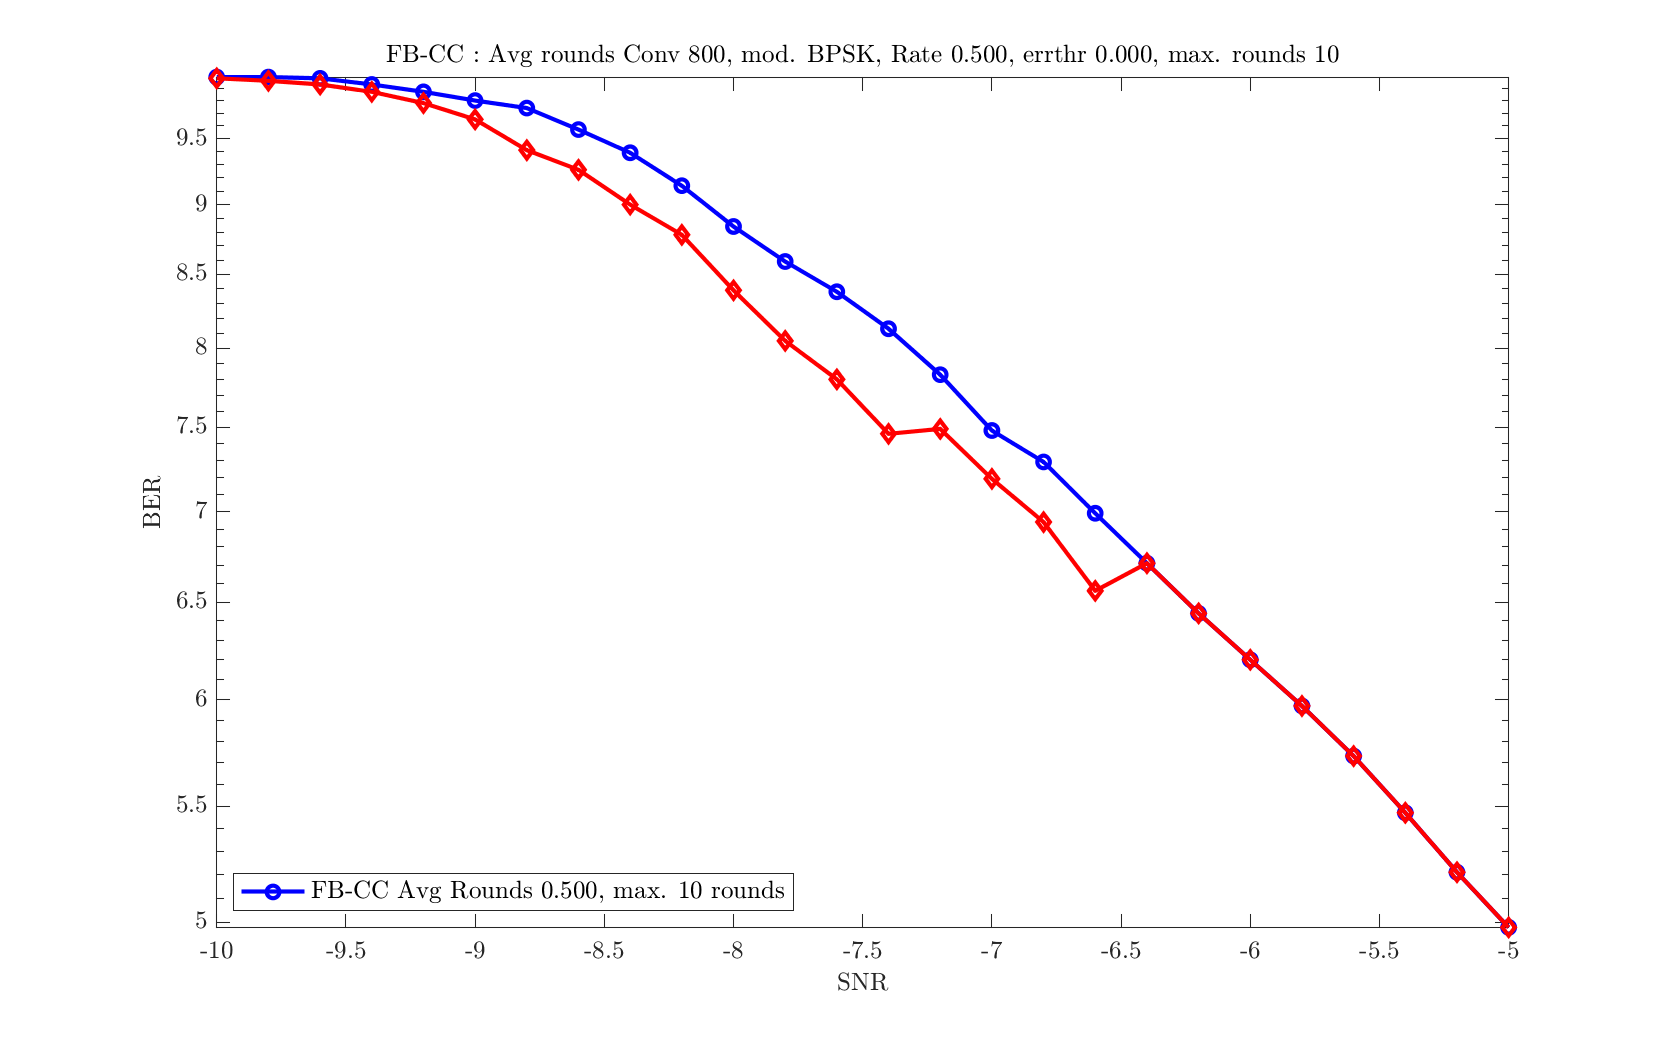 FB-CC : Avg rounds Conv 800, mod. BPSK, Rate 0.500, errthr 0.000, max. rounds 10
9.5
9
8.5
8
7.5
7
6.5
6
5.5
5
BER
FB-CC Avg Rounds 0.500, max. 10 rounds
-10 -9.5 -9 -8.5 -8 -7.5 -7 -6.5 -6 -5.5 -5
SNR